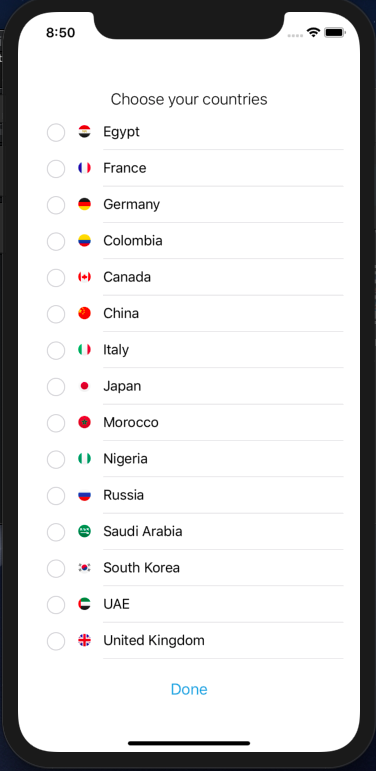 8:50
Choose your countries
Egypt
France
Germany
Colombia
Canada
China
Italy
Japan
Morocco
Nigeria
Russia
Saudi Arabia
South Korea
UAE
United Kingdom
Done